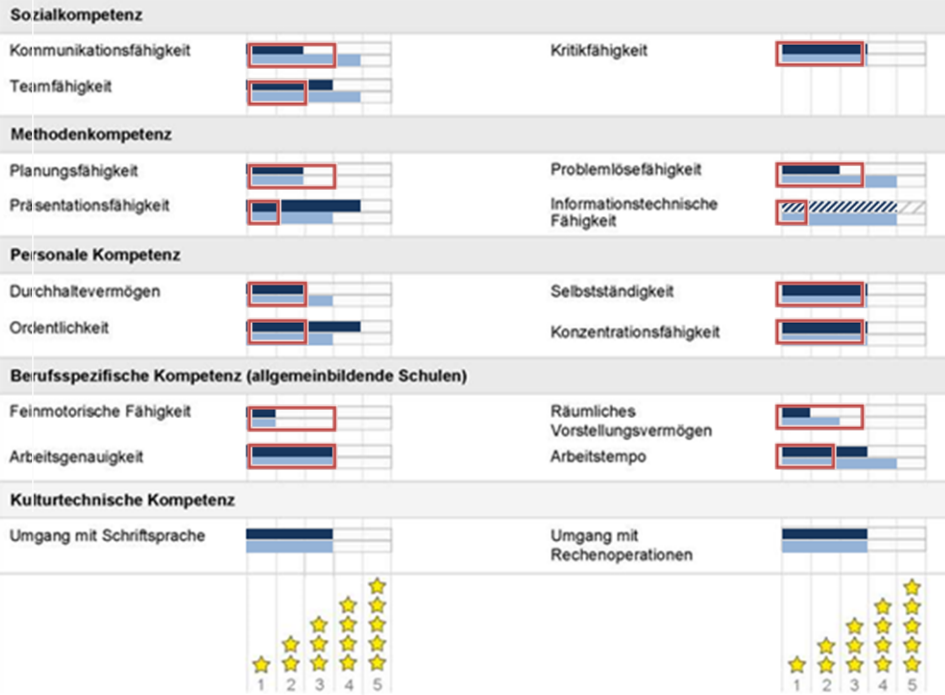 Sozialkompetenz
Kommunikationsfähigkeit
Kritikfähigkeit
Teamfähigkeit
Methodenkompetenz
Planungsfähigkeit
Problemlösefähigkeit
Präsentationsfähigkeit
Informationstechnische
Fähigkeit
Personale Kompetenz
Durchhaltevermögen
Selbstständigkeit
Ordentlichkeit
Konzentrationsfähigkeit
Berufsspezifische Kompetenz (allgemeinbildende Schulen)
Feinmotorische Fähigkeit
Räumliches
Vorstellungsvermögen
Arbeitsgenauigkeit
Arbeitstempo
Kulturtechnische Kompetenz
Umgang mit Schriftsprache
Umgang mit
Rechenoperationen
1 2 3 4 5
1 2 3 4 5